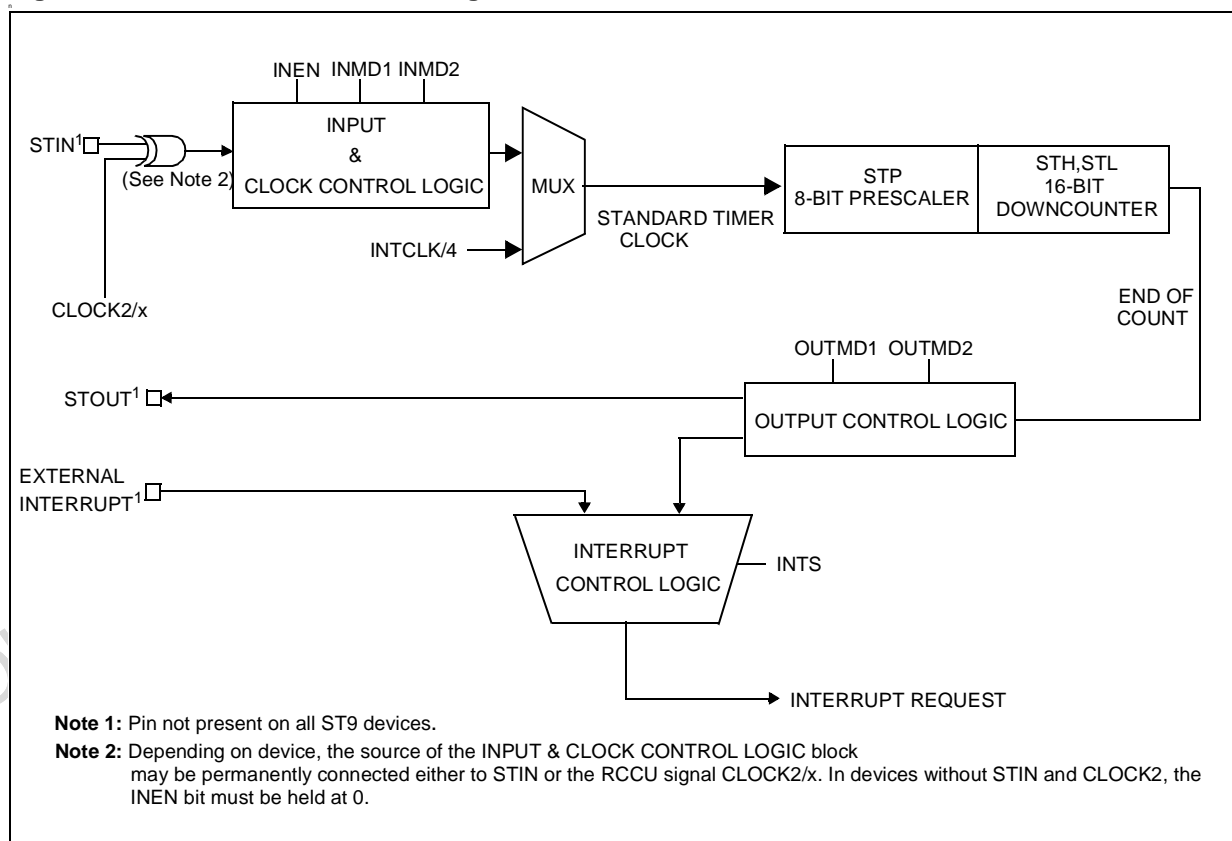 INEN INMD1 INMD2
STIN1
(See Note 2)
INPUT
&
CLOCK CONTROL LOGIC
MUX
INTCLK/4
CLOCK2/x
STANDARD TIMER
CLOCK
STP
8-BIT PRESCALER
STH,STL
16-BIT
DOWNCOUNTER
END OF
COUNT
OUTMD1 OUTMD2
STOUT1
OUTPUT CONTROL LOGIC
EXTERNAL
INTERRUPT1
INTERRUPT
CONTROL LOGIC
INTS
INTERRUPT REQUEST
Note 1: Pin not present on all ST9 devices.
Note 2: Depending on device, the source of the INPUT & CLOCK CONTROL LOGIC block
may be permanently connected either to STIN or the RCCU signal CLOCK2/x. In devices without STIN and CLOCK2, the
INEN bit must be held at 0.